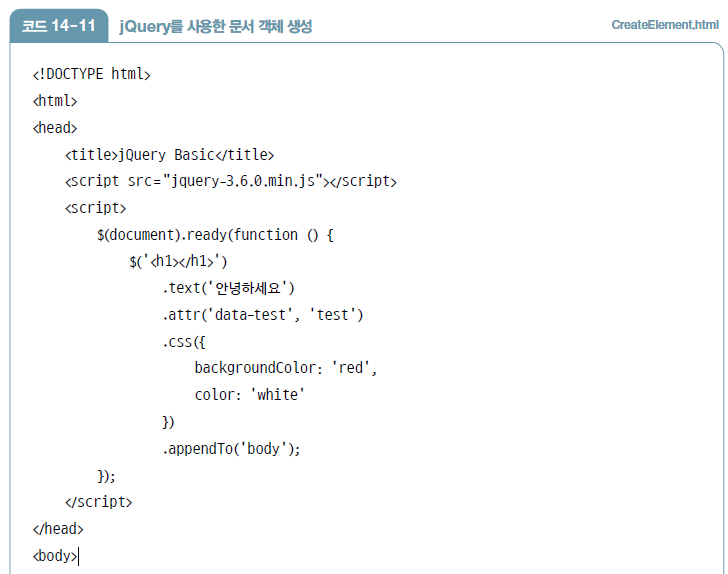 코드 14-11 jQuery를 사용한 문서 객체 생성 CreateElement.html
<!DOCTYPE html>
<html>
<head>
    <title>jQuery Basic</title>
    <script src="jquery-3.6.0.min.js"></script>
    <script>
        $(document).ready(function () {
            $('<h1></h1>')
                .text('안녕하세요')
                .attr('data-test', 'test')
                .css({
                    backgroundColor: 'red',
                    color: 'white'
                })
                .appendTo('body');
        });
    </script>
</head>
<body>